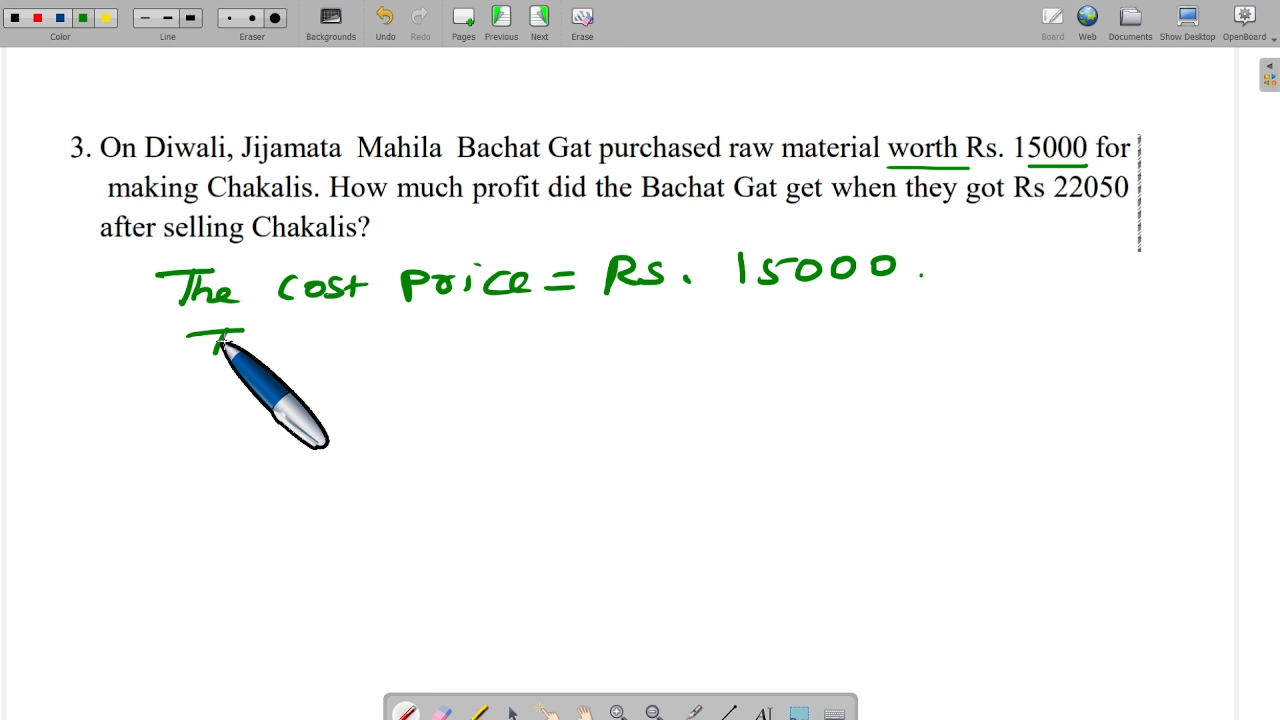 Color Line Eraser Backgrounds Undo Redo Pages Previous Next Erase Board Web Documents Show Desktop OpenBoard
3. On Diwali, Jijamata Mahila Bachat Gat purchased raw material worth Rs. 15000 for
making Chakalis. How much profit did the Bachat Gat get when they got Rs 22050
after selling Chakalis?
The cost price = Rs. 15000.
T